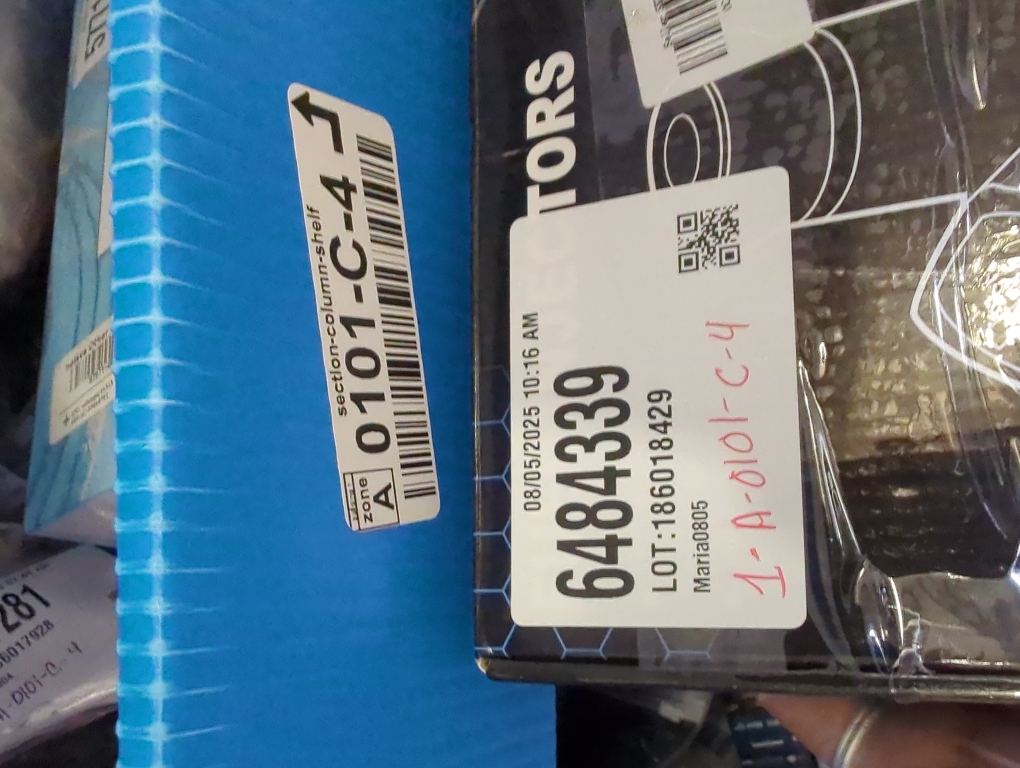 section-column-shelf
zone
A
0101-C-4
TORS
08/05/2025 10:16 AM
6484339
LOT:186018429
Maria0805
1-A-0101-C-4
281